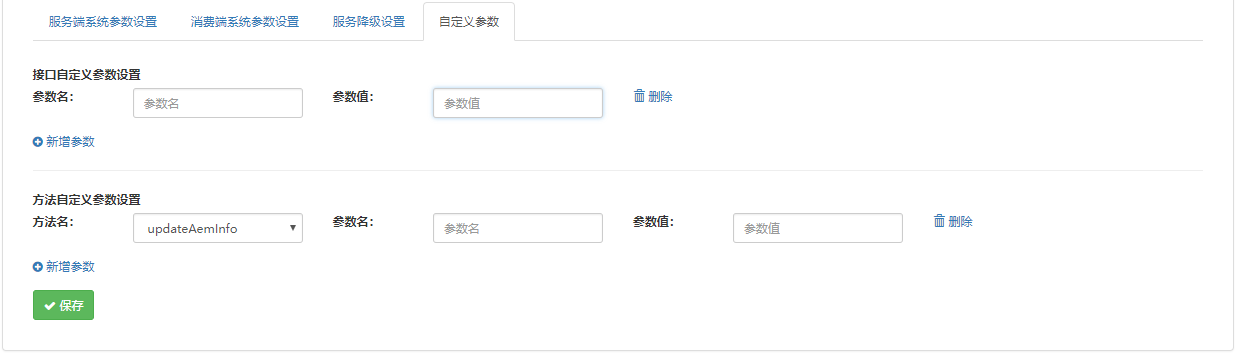 服务端系统参数设置 消费端系统参数设置 服务降级设置 自定义参数
接口自定义参数设置
参数名: 参数名 参数值: 参数值 删除
新增参数
方法自定义参数设置
方法名: updateAemInfo 参数名: 参数名 参数值: 参数值 删除
新增参数
保存